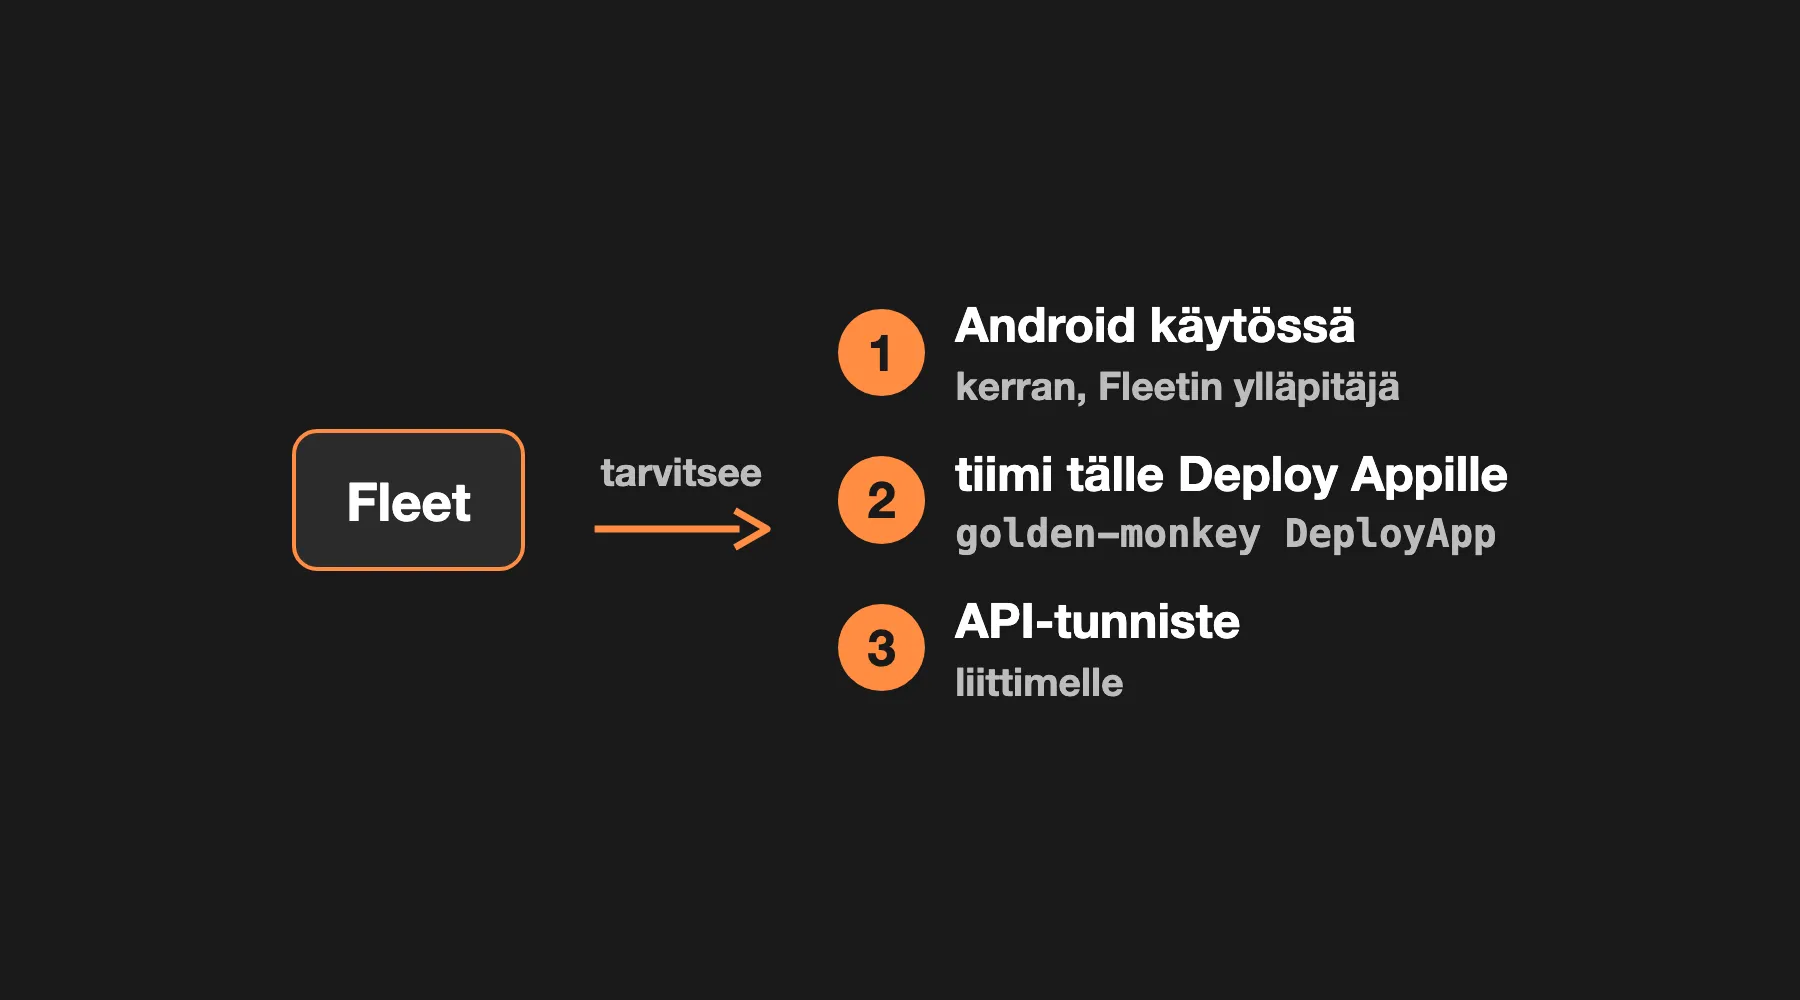 Fleet
tarvitsee
1
Android käytössä
kerran, Fleetin ylläpitäjä
2
tiimi tälle Deploy Appille
golden-monkey DeployApp
3
API-tunniste
liittimelle